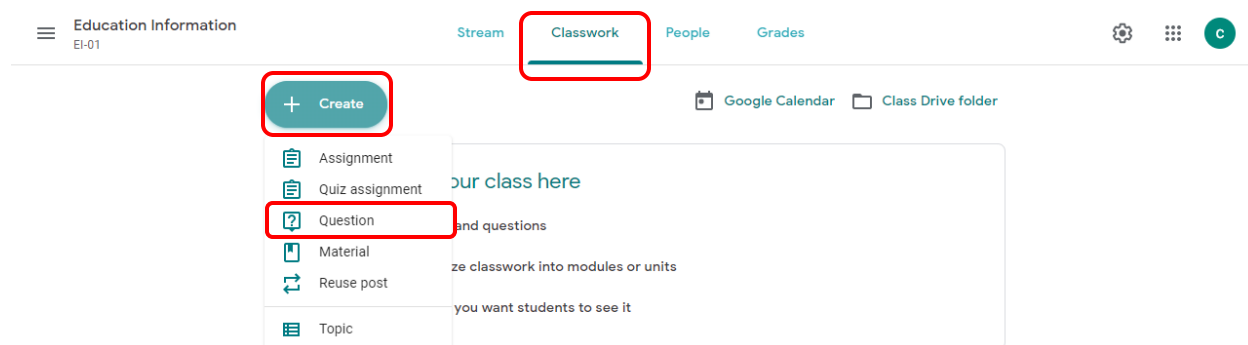 Education Information
EI-01
Stream
Classwork
People
Grades
C
Create
Google Calendar
Class Drive folder
Assignment
Quiz assignment
Question
Material
Reuse post
Topic
our class here
and questions
ze classwork into modules or units
you want students to see it